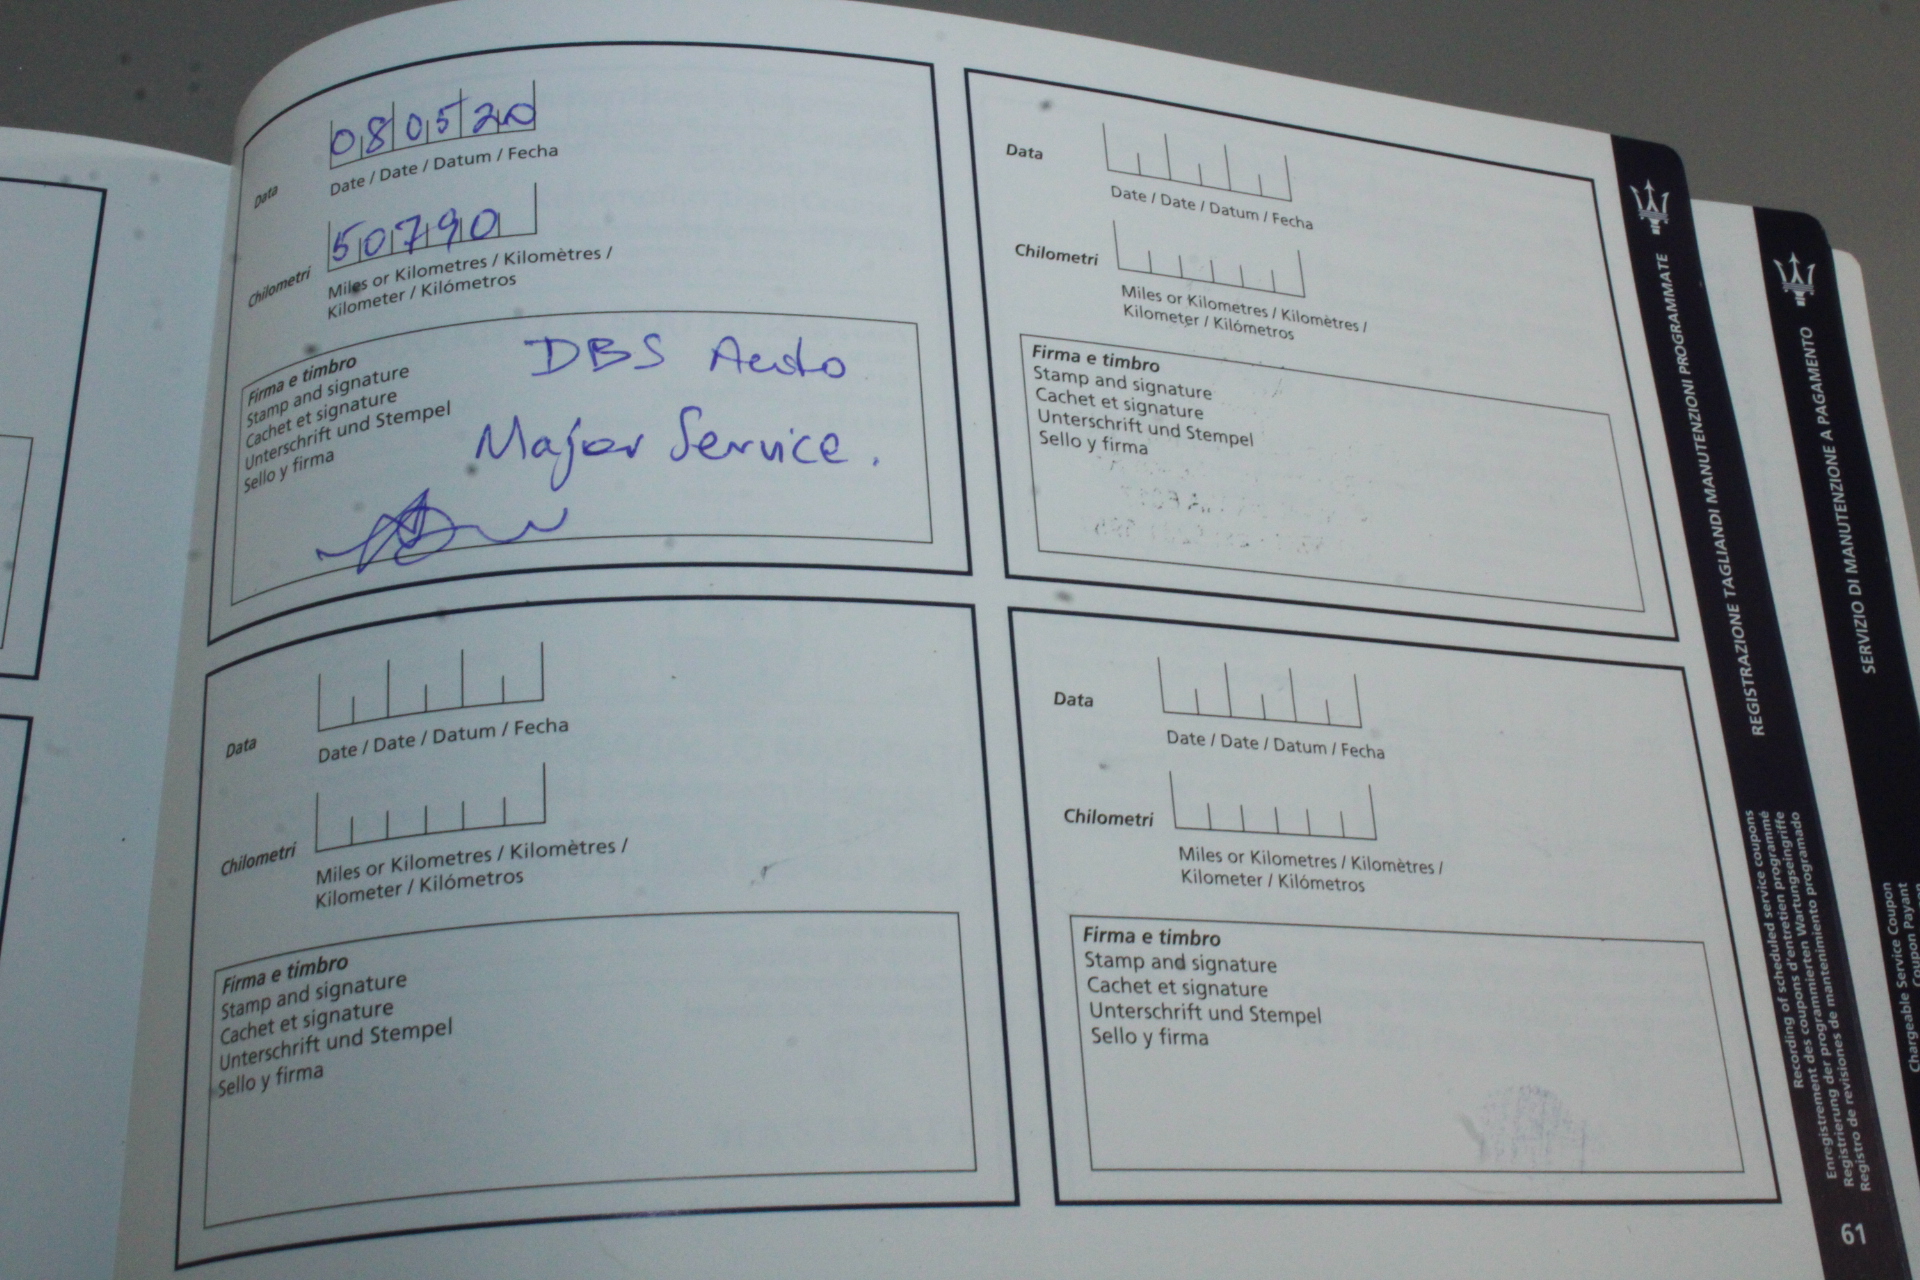 Data
08 05 20
Date / Date / Datum / Fecha
Chilometri
50790
Miles or Kilometres / Kilomètres /
Kilometer / Kilómetros
Firma e timbro
Stamp and signature
Cachet et signature
Unterschrift und Stempel
Sello y firma
DBS Auto
Major Service.
Data
Date / Date / Datum / Fecha
Chilometri
Miles or Kilometres / Kilomètres /
Kilometer / Kilómetros
Firma e timbro
Stamp and signature
Cachet et signature
Unterschrift und Stempel
Sello y firma
Data
Date / Date / Datum / Fecha
Chilometri
Miles or Kilometres / Kilomètres /
Kilometer / Kilómetros
Firma e timbro
Stamp and signature
Cachet et signature
Unterschrift und Stempel
Sello y firma
Data
Date / Date / Datum / Fecha
Chilometri
Miles or Kilometres / Kilomètres /
Kilometer / Kilómetros
Firma e timbro
Stamp and signature
Cachet et signature
Unterschrift und Stempel
Sello y firma
REGISTRAZIONE TAGLIANDI MANUTENZIONI PROGRAMMATE
Recording of scheduled service coupons
Enregistrement des coupons d'entretien programmé
Registrierung der programmierten Wartungseingriffe
Registro de revisiones de mantenimiento programado
61
SERVIZIO DI MANUTENZIONE A PAGAMENTO
Chargeable Service Coupon
Coupon Payant